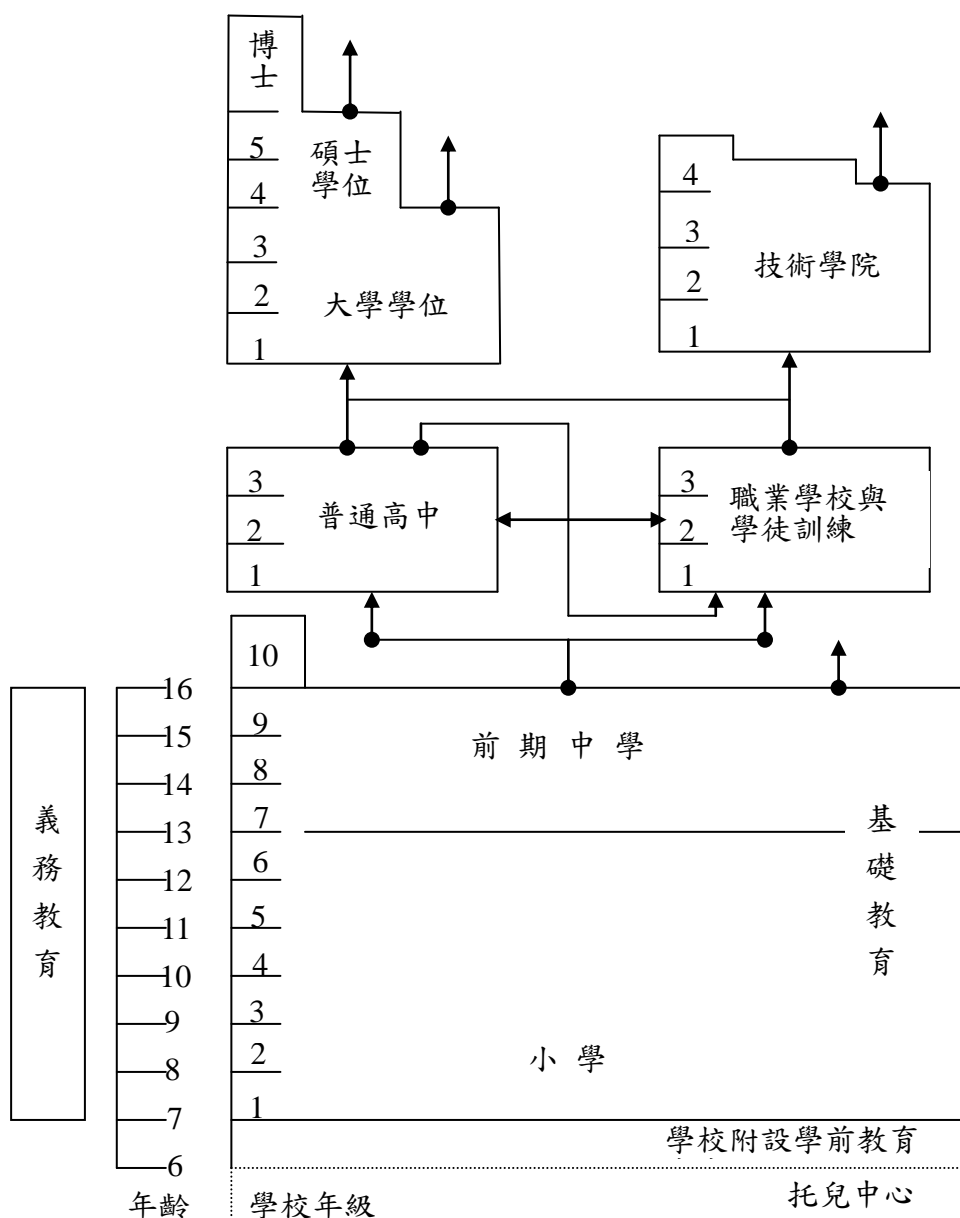 博士
5
碩士
學位
4
3
2
大學學位
1
4
3
技術學院
2
1
3
普通高中
2
1
3
職業學校與
學徒訓練
2
1
10
16
9
前期中學
15
8
14
7
13
6
12
5
11
4
10
3
9
2
小學
8
1
7
6
義務教育
基礎教育
學校附設學前教育
年齡
學校年級
托兒中心